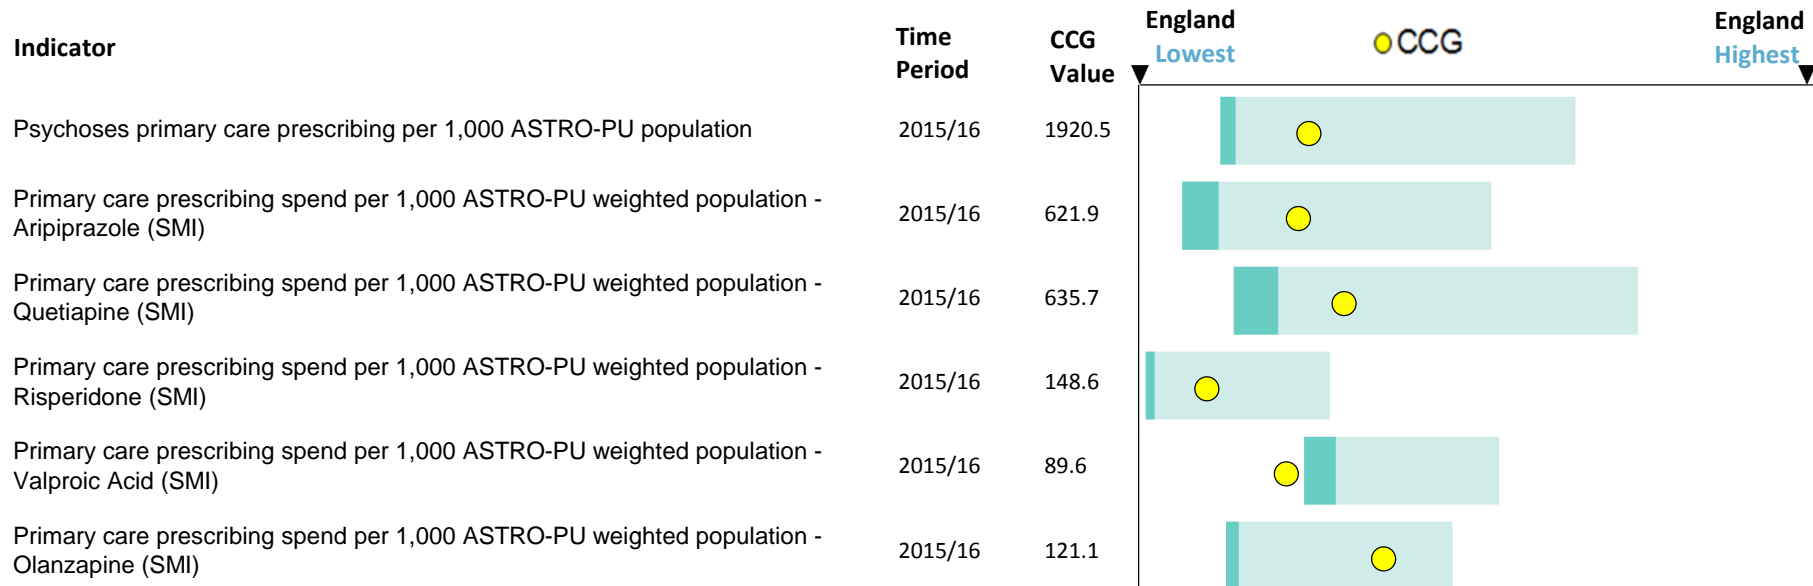 Indicator
Time
Period
CCG
Value
England
Lowest
CCG
England
Highest
Psychoses primary care prescribing per 1,000 ASTRO-PU population
2015/16
1920.5
Primary care prescribing spend per 1,000 ASTRO-PU weighted population -
Aripiprazole (SMI)
2015/16
621.9
Primary care prescribing spend per 1,000 ASTRO-PU weighted population -
Quetiapine (SMI)
2015/16
635.7
Primary care prescribing spend per 1,000 ASTRO-PU weighted population -
Risperidone (SMI)
2015/16
148.6
Primary care prescribing spend per 1,000 ASTRO-PU weighted population -
Valproic Acid (SMI)
2015/16
89.6
Primary care prescribing spend per 1,000 ASTRO-PU weighted population -
Olanzapine (SMI)
2015/16
121.1